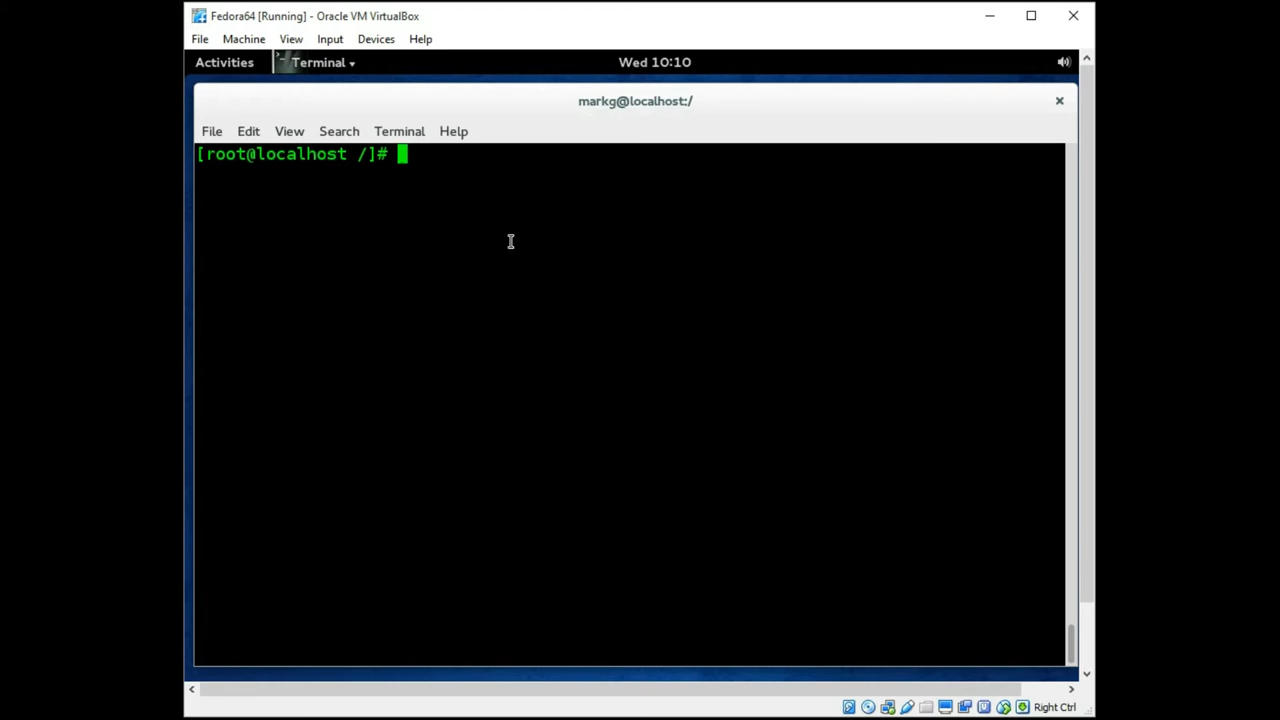 Fedora64 [Running] - Oracle VM VirtualBox
File Machine View Input Devices Help
Activities Terminal Wed 10:10
markg@localhost:/
File Edit View Search Terminal Help
[root@localhost /]#
Right Ctrl